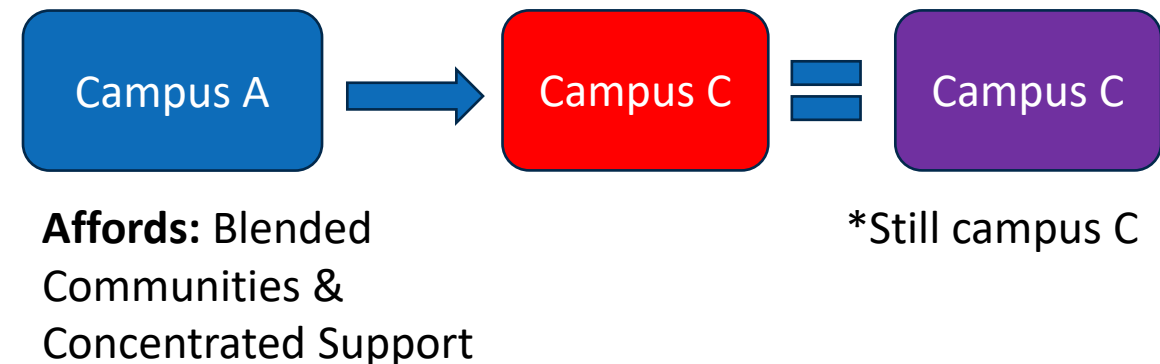 Campus A
Campus C
Campus C
Affords: Blended
Communities &
Concentrated Support
*Still campus C